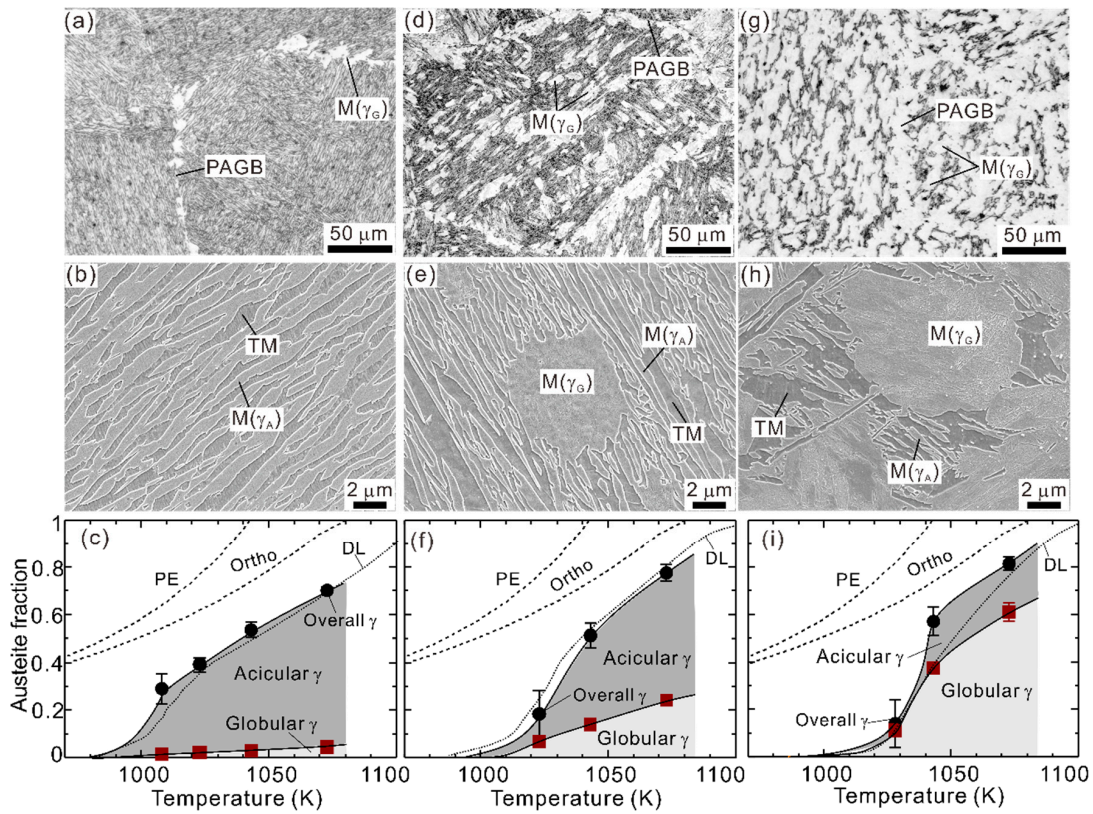 (a)
M(γG)
PAGB
50 μm
(d)
PAGB
M(γG)
50 μm
(g)
PAGB
M(γG)
50 μm
(b)
TM
M(γA)
2 μm
(e)
M(γA)
M(γG)
TM
2 μm
(h)
M(γG)
TM
M(γA)
2 μm
Austeite fraction
1
0.8
0.6
0.4
0.2
0
(c)
PE
Ortho
DL
Overall γ
Acicular γ
Globular γ
1000 1050 1100
Temperature (K)
(f)
PE
Ortho
DL
Acicular γ
Overall γ
Globular γ
1000 1050
Temperature (K)
(i)
PE
Ortho
DL
Acicular γ
Globular γ
Overall γ
1000 1050 1100
Temperature (K)